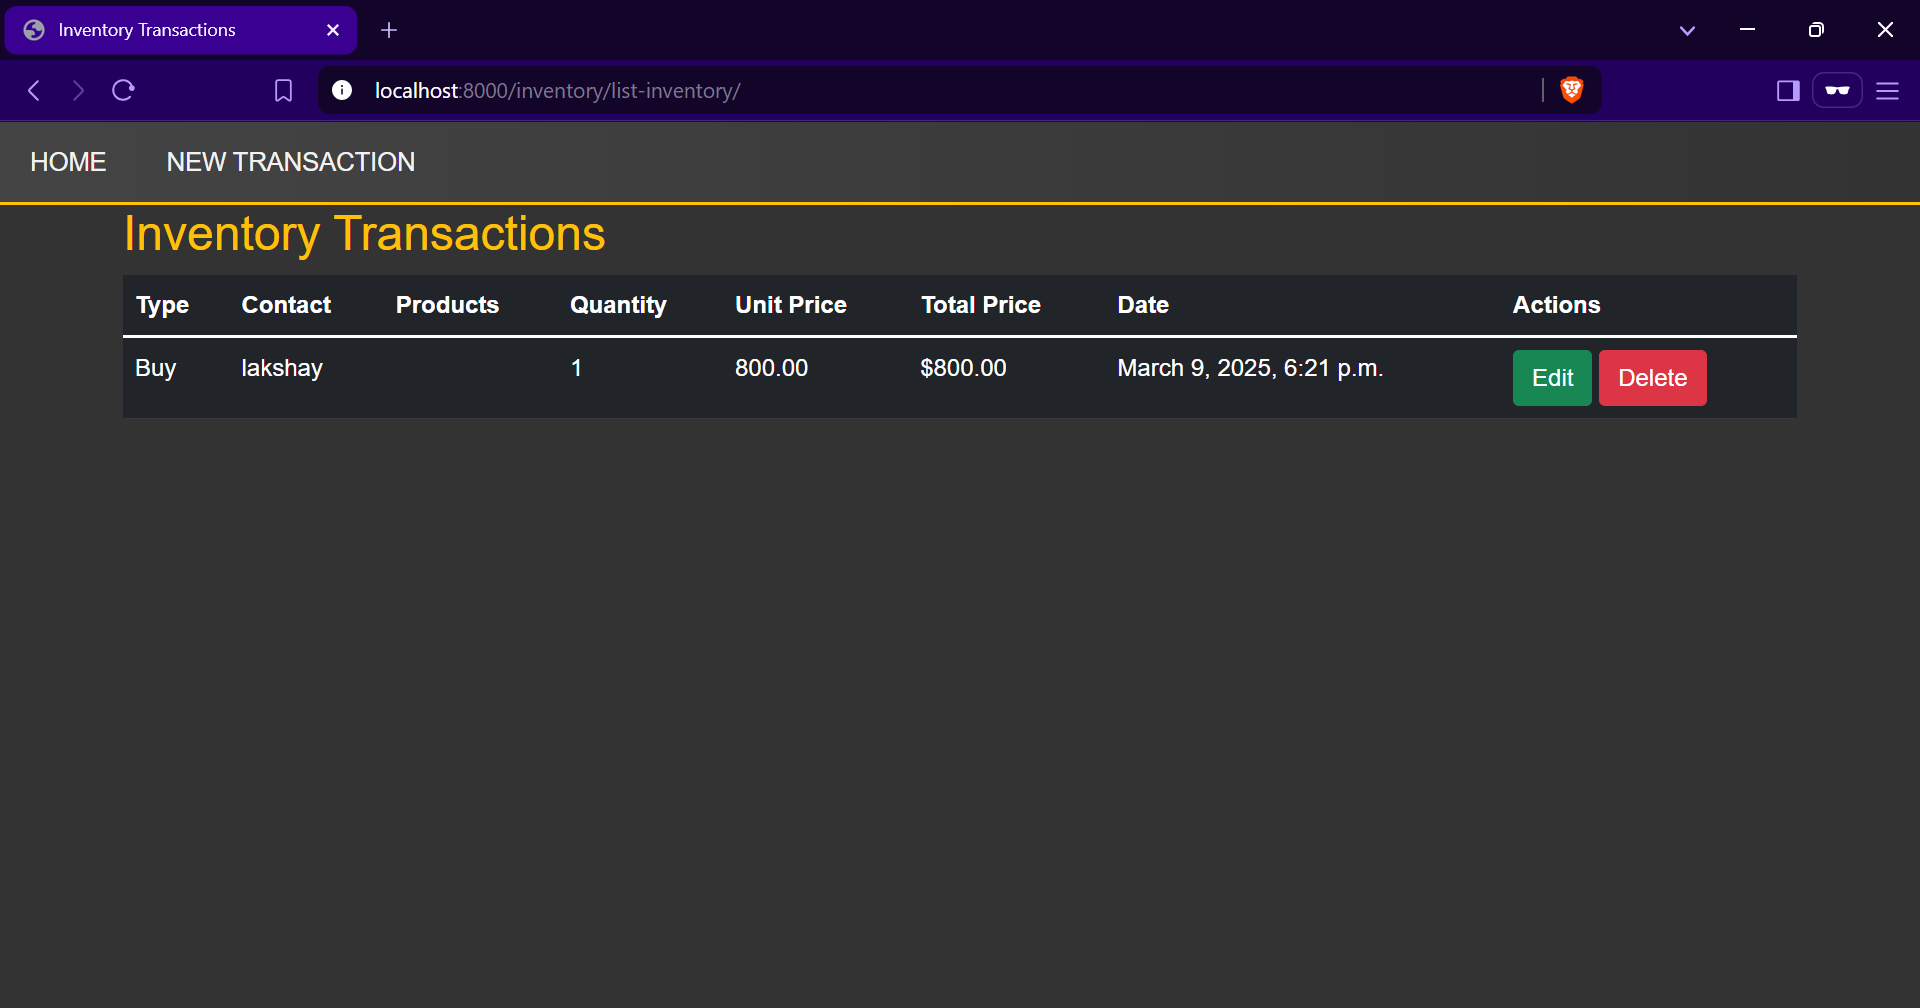 Inventory Transactions
localhost:8000/inventory/list-inventory/
HOME NEW TRANSACTION
Inventory Transactions
Type Contact Products Quantity Unit Price Total Price Date Actions
Buy lakshay 1 800.00 $800.00 March 9, 2025, 6:21 p.m. Edit Delete